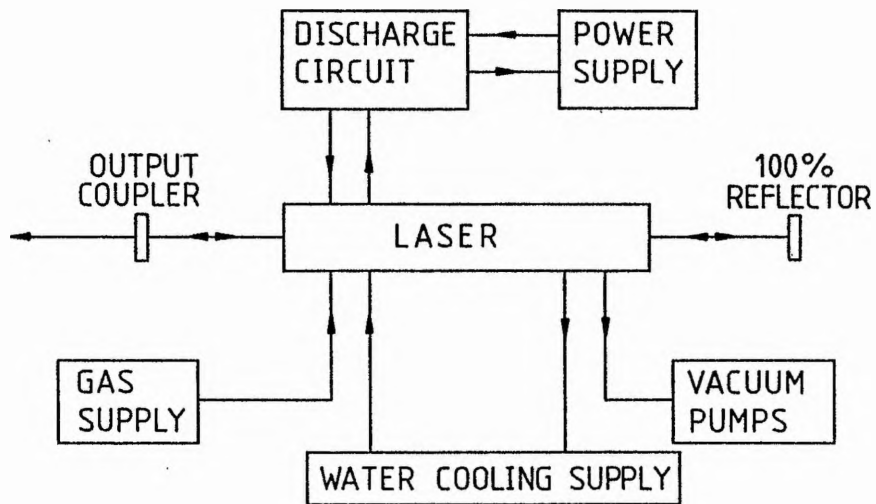 DISCHARGE
CIRCUIT
POWER
SUPPLY
OUTPUT
COUPLER
100%
REFLECTOR
LASER
GAS
SUPPLY
VACUUM
PUMPS
WATER COOLING SUPPLY